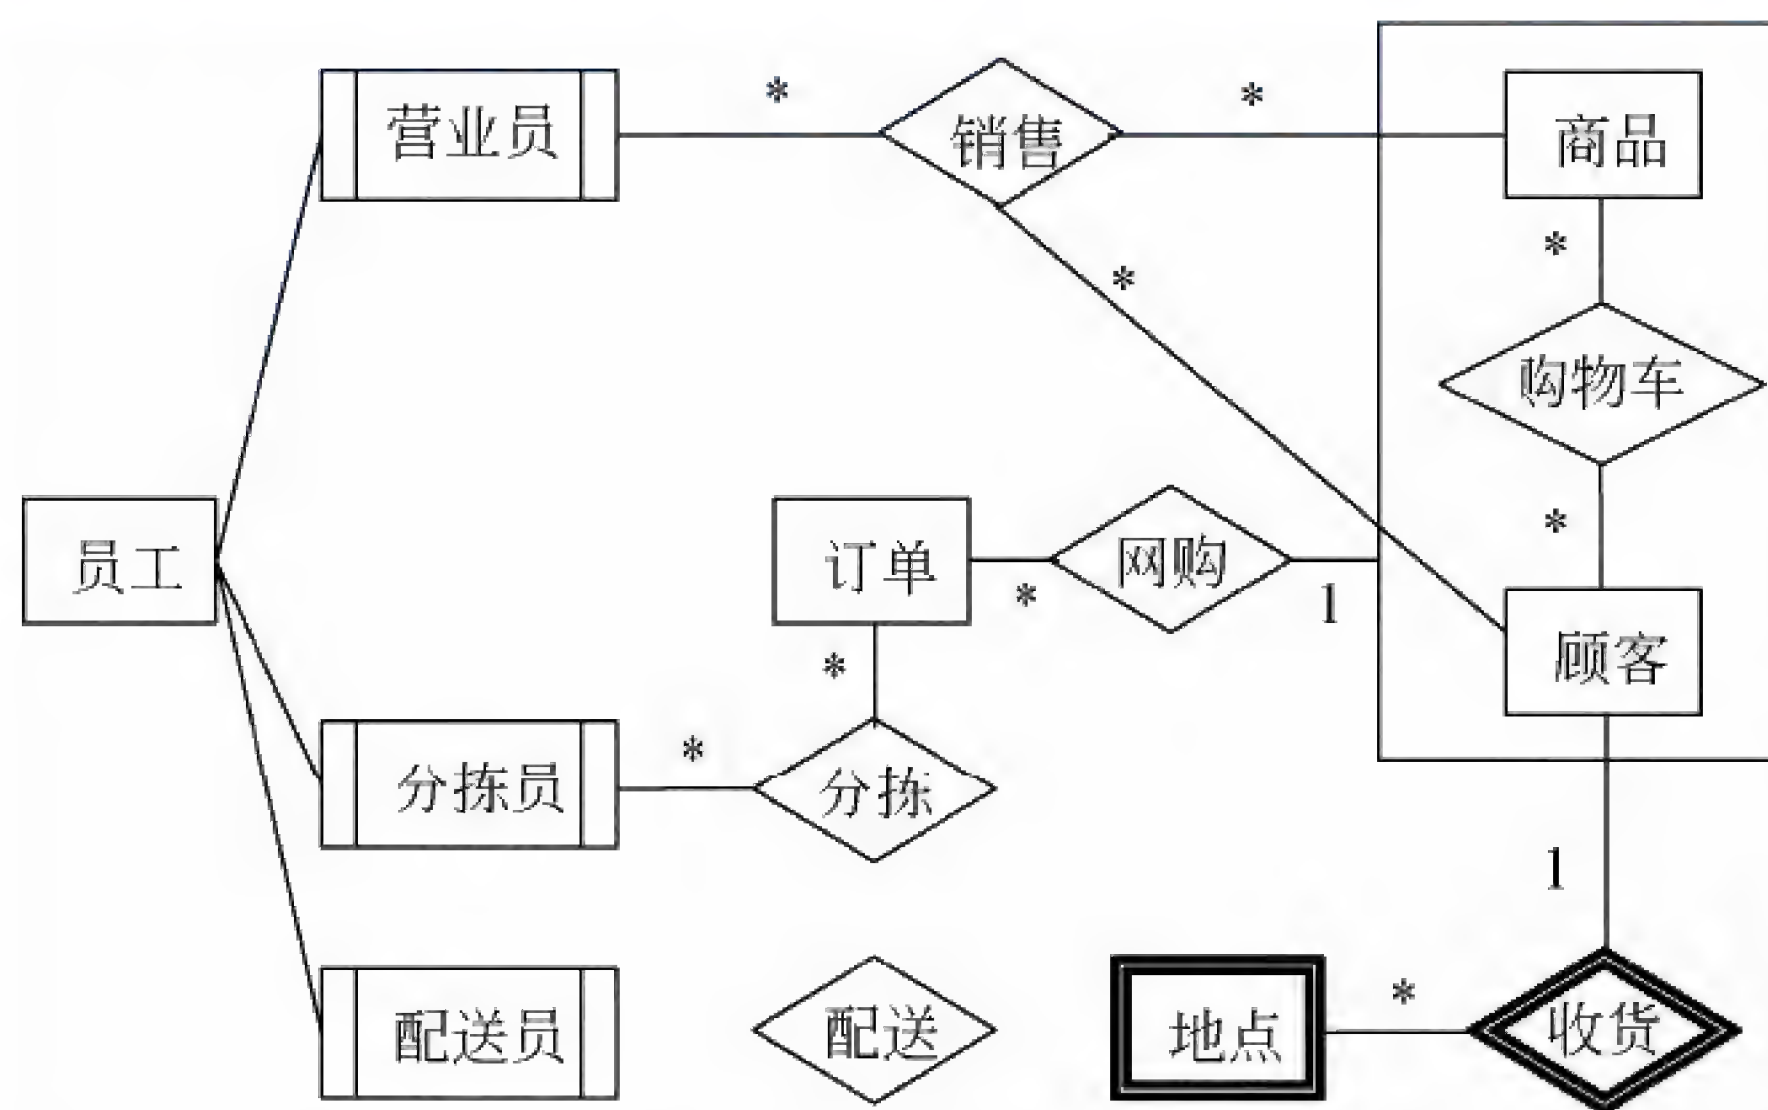 营业员
*
销售
*
商品
*
*
购物车
*
员工
订单
*
网购
1
顾客
*
分拣员
*
分拣
1
配送员
配送
地点
*
收货